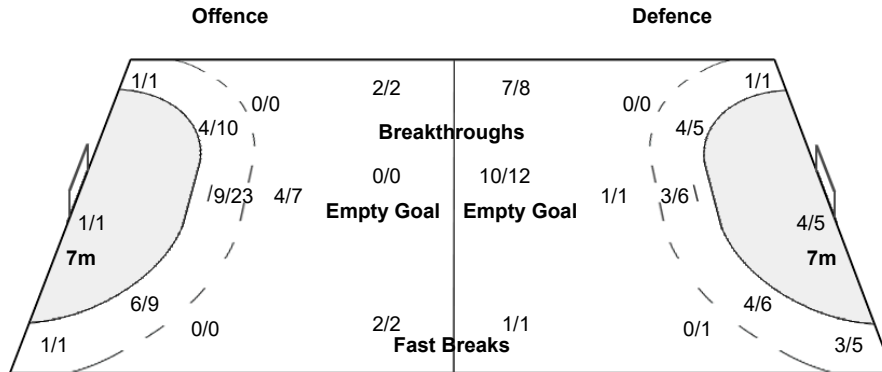 Offence Defence
1/1 2/2 7/8 1/1
0/0 0/0
4/10 Breakthroughs 4/5
0/0 10/12
9/23 4/7 1/1 3/6
Empty Goal Empty Goal
1/1 4/5
7m 7m
6/9 4/6
0/0 2/2 1/1 0/1
1/1 Fast Breaks 3/5